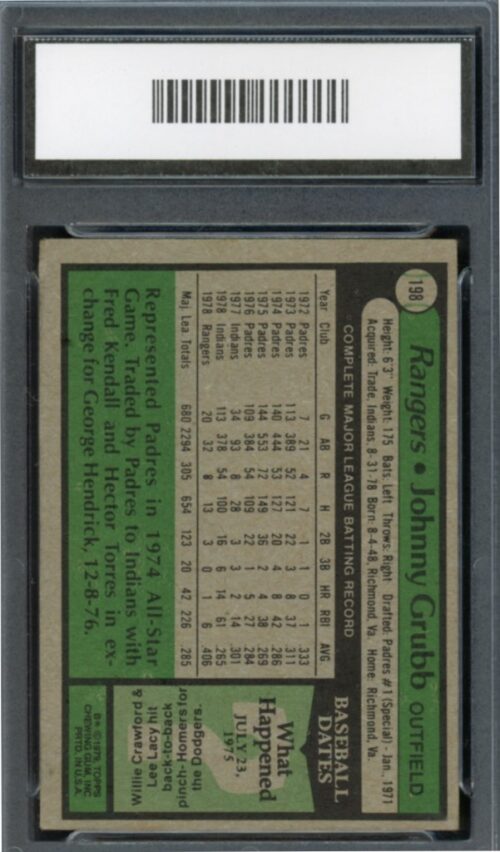 198
Rangers • Johnny Grubb OUTFIELD
Height: 6'3" Weight: 175 Bats: Left Throws: Right Drafted: Padres #1 (Special) - Jan., 1971
Acquired: Trade, Indians, 8-31-78 Born: 8-4-48, Richmond, Va. Home: Richmond, Va.
COMPLETE MAJOR LEAGUE BATTING RECORD
Year Club G AB R H 2B 3B HR RBI AVG
1972 Padres 7 21 4 7 1 1 0 1 .333
1973 Padres 113 389 52 121 22 3 8 37 .311
1974 Padres 140 444 53 127 20 4 8 42 .286
1975 Padres 144 553 72 149 36 2 4 38 .269
1976 Padres 109 384 54 109 22 1 5 27 .284
1977 Indians 34 93 8 28 3 3 2 14 .301
1978 Indians 113 378 54 100 16 6 14 61 .265
1978 Rangers 20 32 8 13 3 0 1 6 .406
Maj. Lea. Totals 680 2294 305 654 123 20 42 226 .285
Represented Padres in 1974 All-Star
Game. Traded by Padres to Indians with
Fred Kendall and Hector Torres in ex-
change for George Hendrick, 12-8-76.
BASEBALL
DATES
What
Happened
JULY 23,
1975
Willie Crawford &
Lee Lacy hit
back-to-back
pinch-Homers for
the Dodgers.
B* © 1979 TOPPS
CHEWING GUM, INC.
PRTD. IN U.S.A.